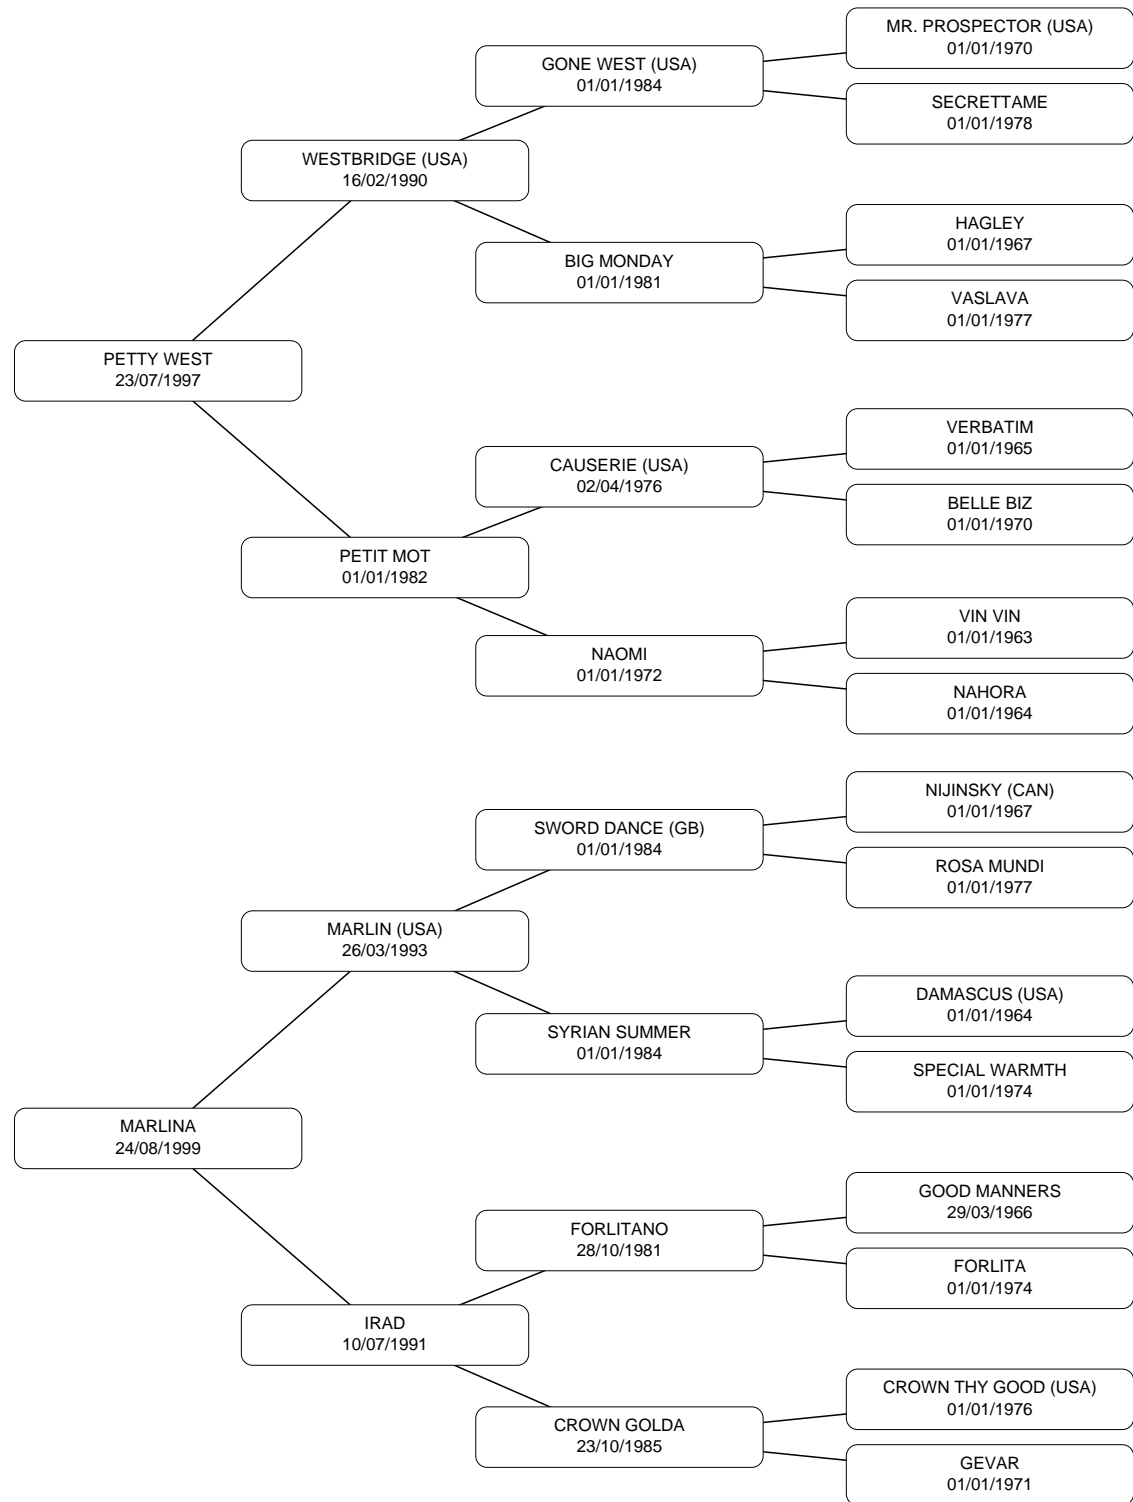 MR. PROSPECTOR (USA)
01/01/1970
GONE WEST (USA)
01/01/1984
SECRETTAME
01/01/1978
WESTBRIDGE (USA)
16/02/1990
HAGLEY
01/01/1967
BIG MONDAY
01/01/1981
VASLAVA
01/01/1977
PETTY WEST
23/07/1997
VERBATIM
01/01/1965
CAUSERIE (USA)
02/04/1976
BELLE BIZ
01/01/1970
PETIT MOT
01/01/1982
VIN VIN
01/01/1963
NAOMI
01/01/1972
NAHORA
01/01/1964
NIJINSKY (CAN)
01/01/1967
SWORD DANCE (GB)
01/01/1984
ROSA MUNDI
01/01/1977
MARLIN (USA)
26/03/1993
DAMASCUS (USA)
01/01/1964
SYRIAN SUMMER
01/01/1984
SPECIAL WARMTH
01/01/1974
MARLINA
24/08/1999
GOOD MANNERS
29/03/1966
FORLITANO
28/10/1981
FORLITA
01/01/1974
IRAD
10/07/1991
CROWN THY GOOD (USA)
01/01/1976
CROWN GOLDA
23/10/1985
GEVAR
01/01/1971